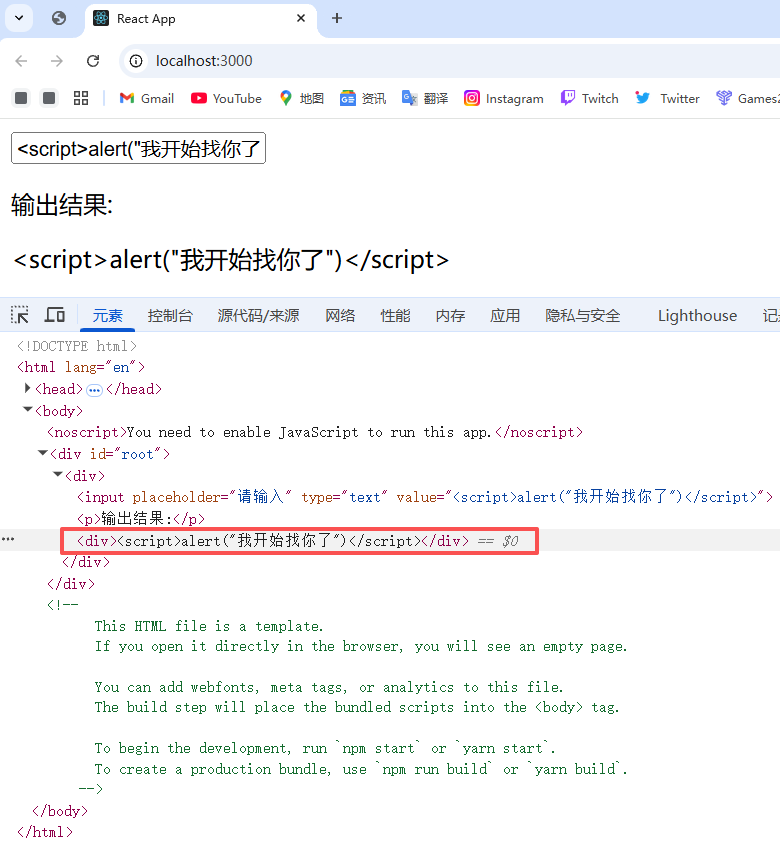 React App
localhost:3000
Gmail YouTube 地图 资讯 翻译 Instagram Twitch Twitter Games
<script>alert("我开始找你了
输出结果:
<script>alert("我开始找你了")</script>
元素 控制台 源代码/来源 网络 性能 内存 应用 隐私与安全 Lighthouse 记
<!DOCTYPE html>
<html lang="en">
<head> </head>
<body>
<noscript>You need to enable JavaScript to run this app.</noscript>
<div id="root">
<div>
<input placeholder="请输入" type="text" value="<script>alert("我开始找你了")</script>">
<p>输出结果:</p>
<div><script>alert("我开始找你了")</script></div> == $0
</div>
</div>
<!--
This HTML file is a template.
If you open it directly in the browser, you will see an empty page.
You can add webfonts, meta tags, or analytics to this file.
The build step will place the bundled scripts into the <body> tag.
To begin the development, run `npm start` or `yarn start`.
To create a production bundle, use `npm run build` or `yarn build`.
-->
</body>
</html>